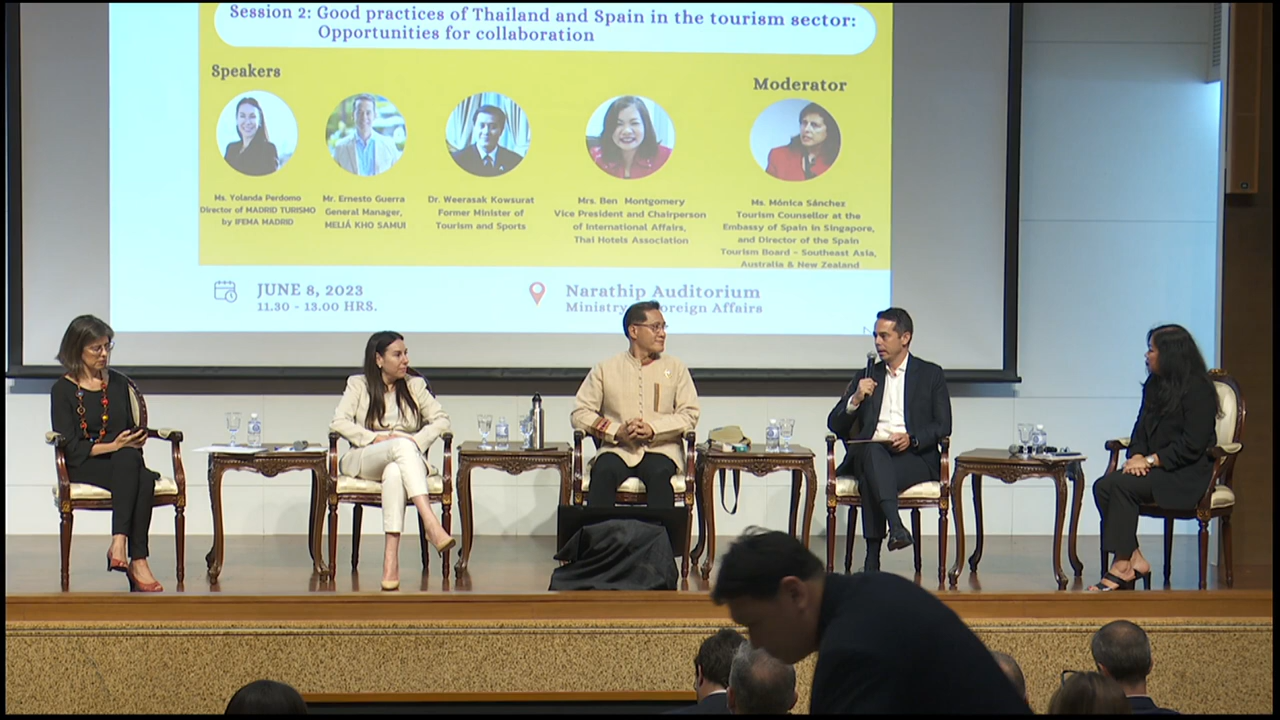 Session 2: Good practices of Thailand and Spain in the tourism sector:
Opportunities for collaboration
Speakers
Moderator
Ms. Yolanda Perdomo
Director of MADRID TURISMO
by IFEMA MADRID
Mr. Ernesto Guerra
General Manager,
MELIÁ KHO SAMUI
Dr. Weerasak Kowsurat
Former Minister of
Tourism and Sports
Mrs. Ben Montgomery
Vice President and Chairperson
of International Affairs,
Thai Hotels Association
Ms. Mónica Sánchez
Tourism Counsellor at the
Embassy of Spain in Singapore,
and Director of the Spain
Tourism Board - Southeast Asia,
Australia & New Zealand
JUNE 8, 2023
11.30 - 13.00 HRS.
Narathip Auditorium
Ministry Foreign Affairs